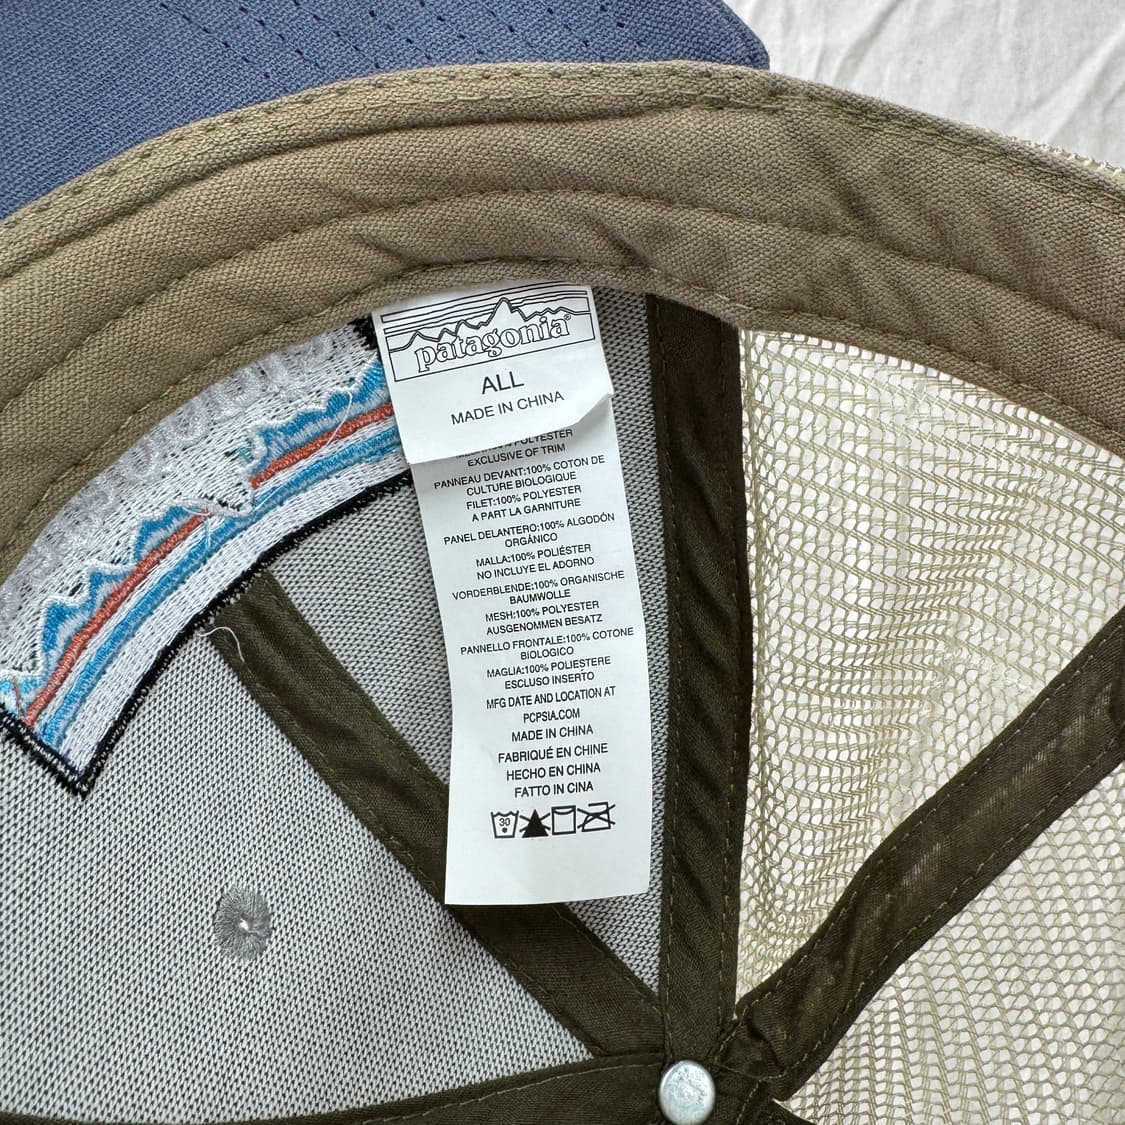 patagonia®
ALL
MADE IN CHINA
POLYESTER
EXCLUSIVE OF TRIM
PANNEAU DEVANT:100% COTON DE
CULTURE BIOLOGIQUE
FILET:100% POLYESTER
A PART LA GARNITURE
PANEL DELANTERO:100% ALGODÓN
ORGÁNICO
MALLA:100% POLIÉSTER
NO INCLUYE EL ADORNO
VORDERBLENDE:100% ORGANISCHE
BAUMWOLLE
MESH:100% POLYESTER
AUSGENOMMEN BESATZ
PANNELLO FRONTALE:100% COTONE
BIOLOGICO
MAGLIA:100% POLIESTERE
ESCLUSO INSERTO
MFG DATE AND LOCATION AT
PCPSIA.COM
MADE IN CHINA
FABRIQUÉ EN CHINE
HECHO EN CHINA
FATTO IN CINA
30